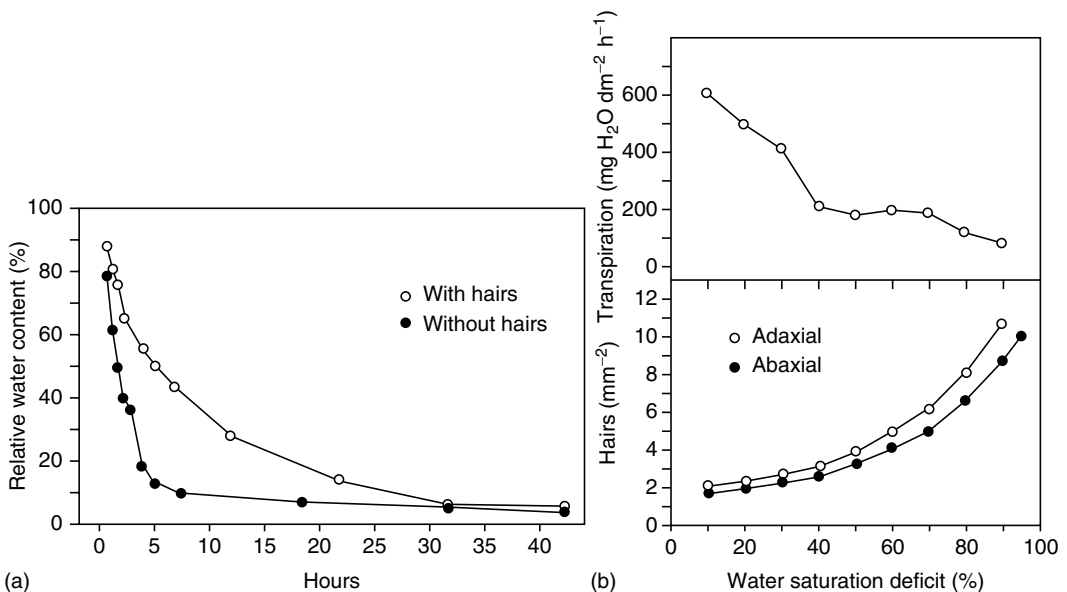 100
80
60
40
20
0
Relative water content (%)
With hairs
Without hairs
0 5 10 15 20 25 30 35 40
Hours
(a)
600
400
200
0
Transpiration (mg H₂O dm⁻² h⁻¹)
12
10
8
6
4
2
0
Hairs (mm⁻²)
Adaxial
Abaxial
0 20 40 60 80 100
Water saturation deficit (%)
(b)